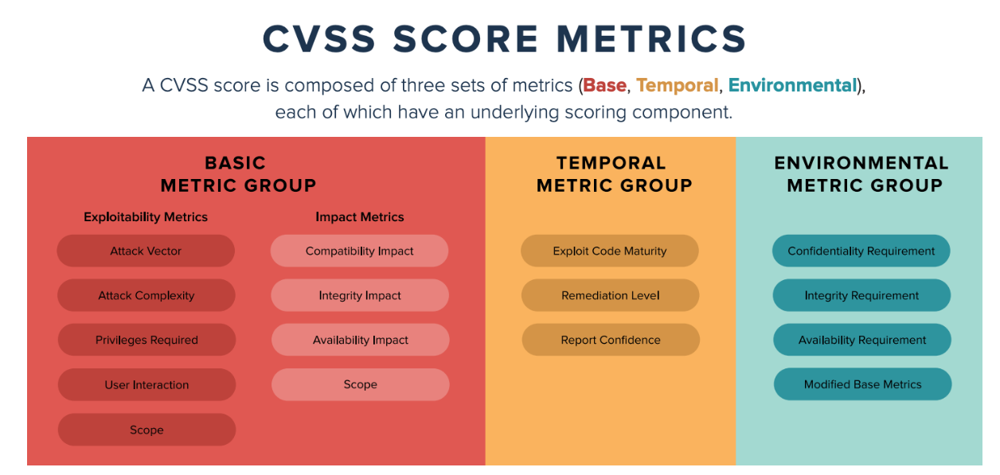 CVSS SCORE METRICS
A CVSS score is composed of three sets of metrics (Base, Temporal, Environmental),
each of which have an underlying scoring component.
BASIC
METRIC GROUP
Exploitability Metrics
Attack Vector
Attack Complexity
Privileges Required
User Interaction
Scope
Impact Metrics
Compatibility Impact
Integrity Impact
Availability Impact
Scope
TEMPORAL
METRIC GROUP
Exploit Code Maturity
Remediation Level
Report Confidence
ENVIRONMENTAL
METRIC GROUP
Confidentiality Requirement
Integrity Requirement
Availability Requirement
Modified Base Metrics